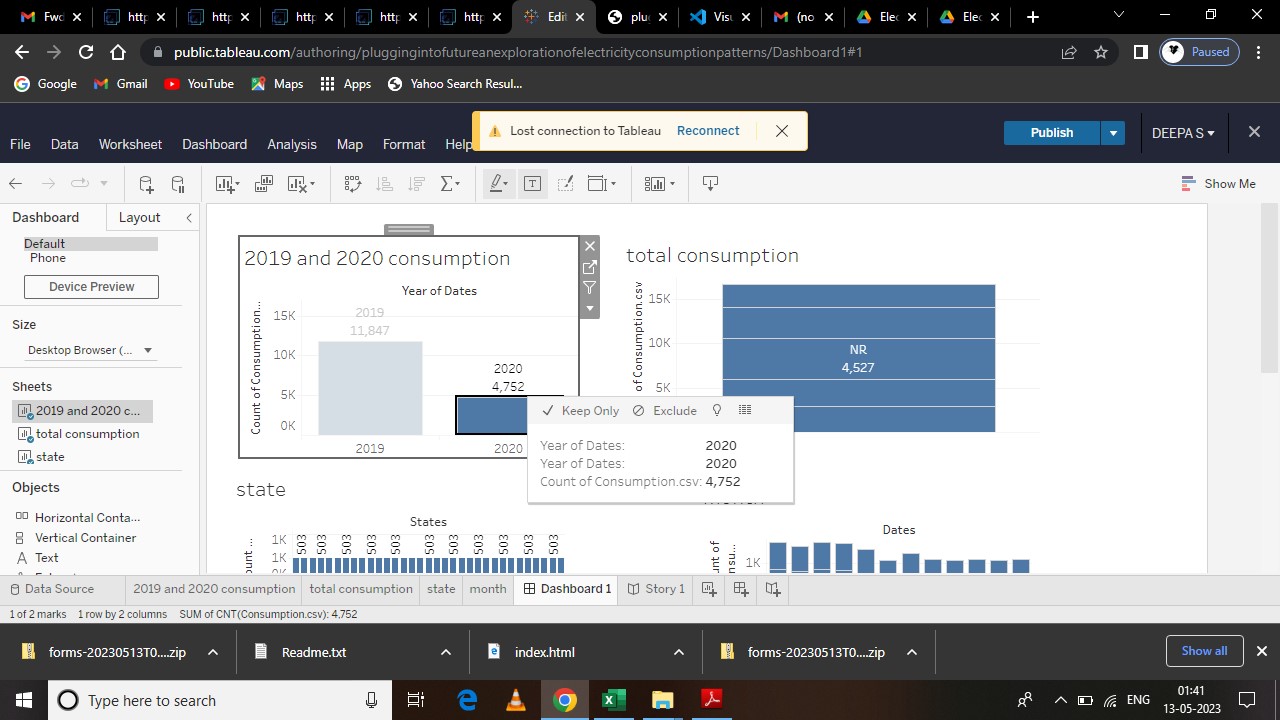 Fwd
http
http
http
http
http
Edit
plug
Visu
(no
Elec
Elec
public.tableau.com/authoring/pluggingintofutureanexplorationofelectricityconsumptionpatterns/Dashboard1#1
Paused
Google
Gmail
YouTube
Maps
Apps
Yahoo Search Resul...
Lost connection to Tableau
Reconnect
Publish
DEEPA S
File
Data
Worksheet
Dashboard
Analysis
Map
Format
Help
Show Me
Dashboard
Layout
Default
Phone
Device Preview
Size
Desktop Browser (...
Sheets
2019 and 2020 c...
total consumption
state
Objects
Horizontal Conta...
Vertical Container
Text
2019 and 2020 consumption
Year of Dates
Count of Consumption...
15K
10K
5K
0K
2019
11,847
2020
4,752
2019
2020
total consumption
of Consumption.csv
15K
10K
5K
NR
4,527
Keep Only
Exclude
Year of Dates: 2020
Year of Dates: 2020
Count of Consumption.csv: 4,752
state
States
1K
1K
503 503 503 503 503 503 503 503 503 503 503 503
Dates
1K
Data Source
2019 and 2020 consumption
total consumption
state
month
Dashboard 1
Story 1
1 of 2 marks
1 row by 2 columns
SUM of CNT(Consumption.csv): 4,752
forms-20230513T0....zip
Readme.txt
index.html
forms-20230513T0....zip
Show all
Type here to search
ENG
01:41
13-05-2023